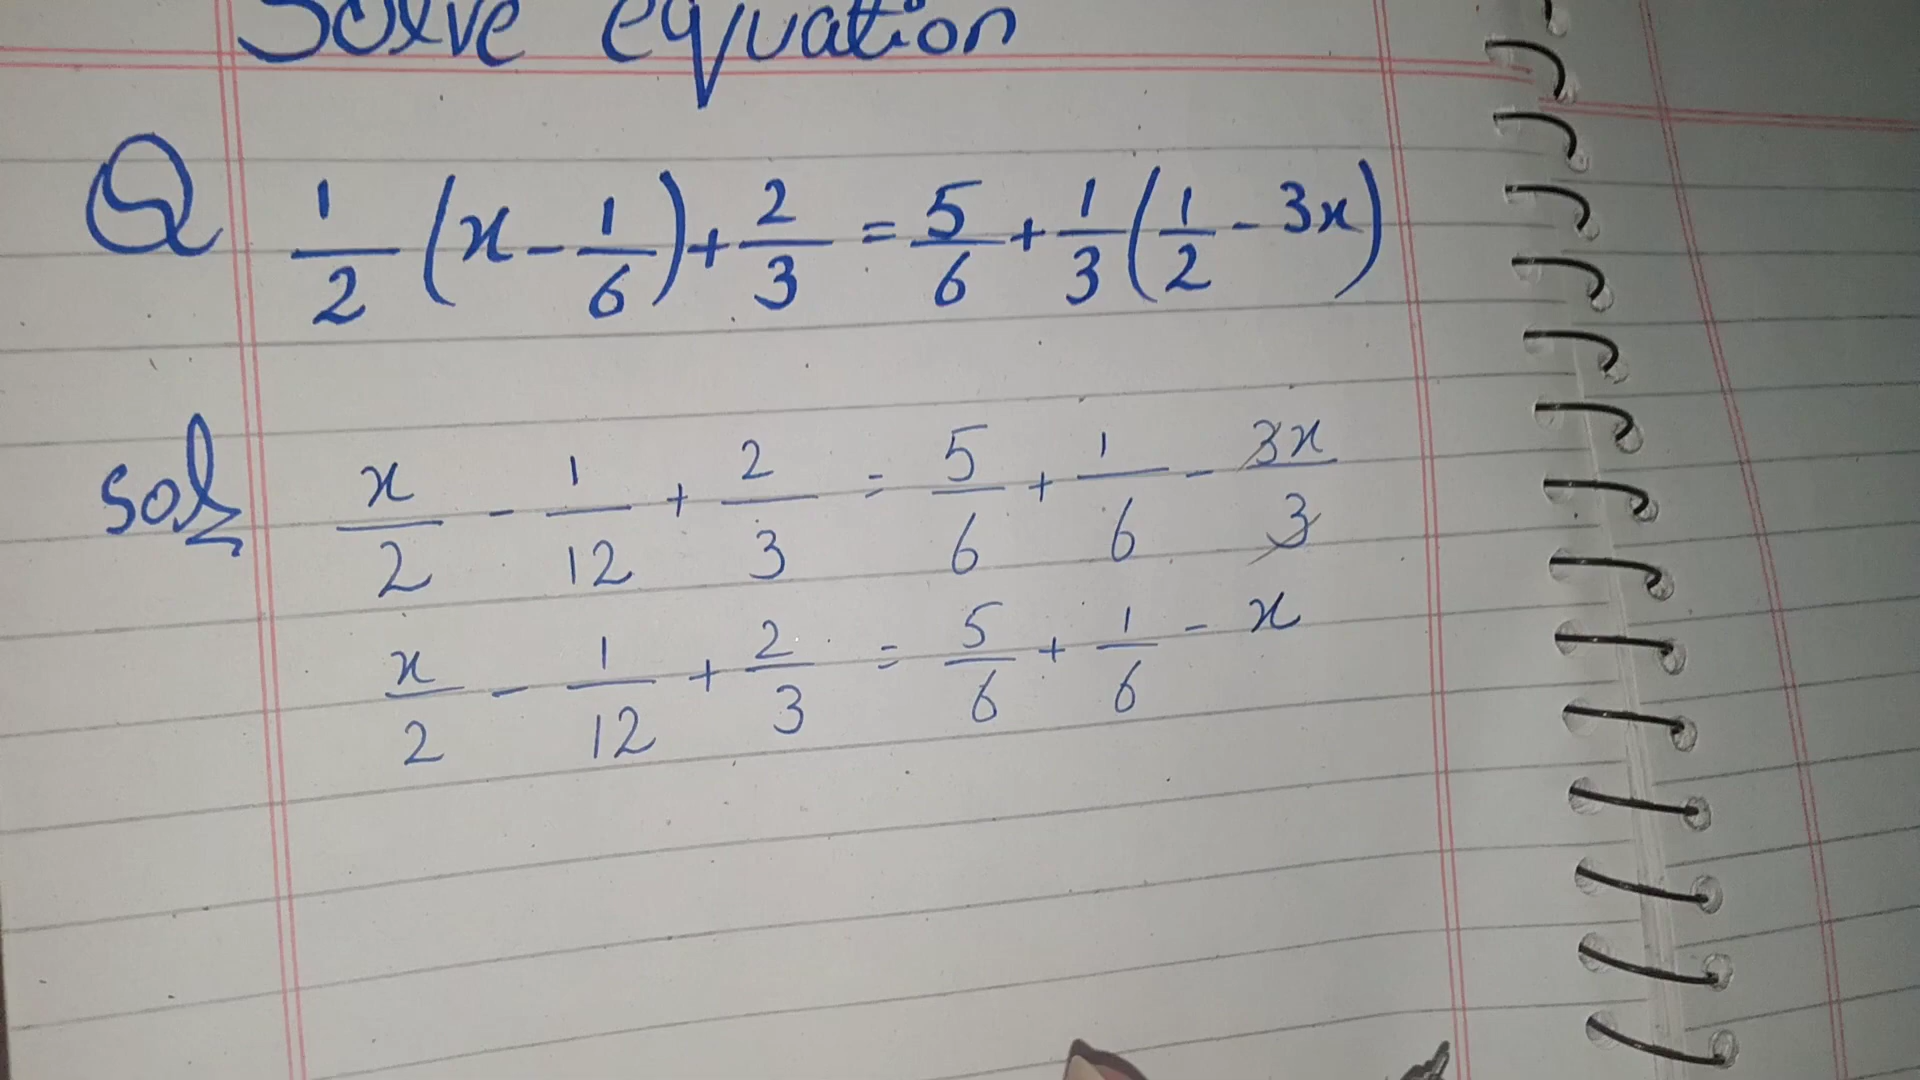 Solve equation
Q 1/2 (x - 1/6) + 2/3 = 5/6 + 1/3 (1/2 - 3x)
Sol x/2 - 1/12 + 2/3 = 5/6 + 1/6 - 3x/3
x/2 - 1/12 + 2/3 = 5/6 + 1/6 - x